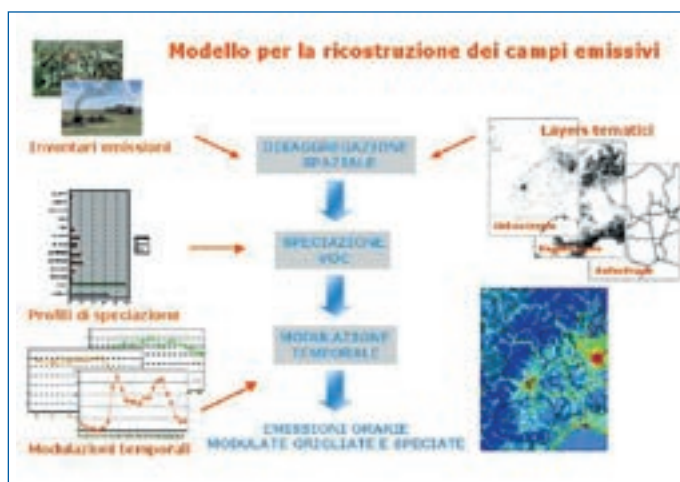 Modello per la ricostruzione dei campi emissivi
Inventari emissioni
DISAGGREGAZIONE
SPAZIALE
Layers tematici
SPECIAZIONE
VOC
Profili di speciazione
MODULAZIONE
TEMPORALE
Modulazioni temporali
EMISSIONI ORARIE
MODULATE GRIGLIATE E SPECIATE